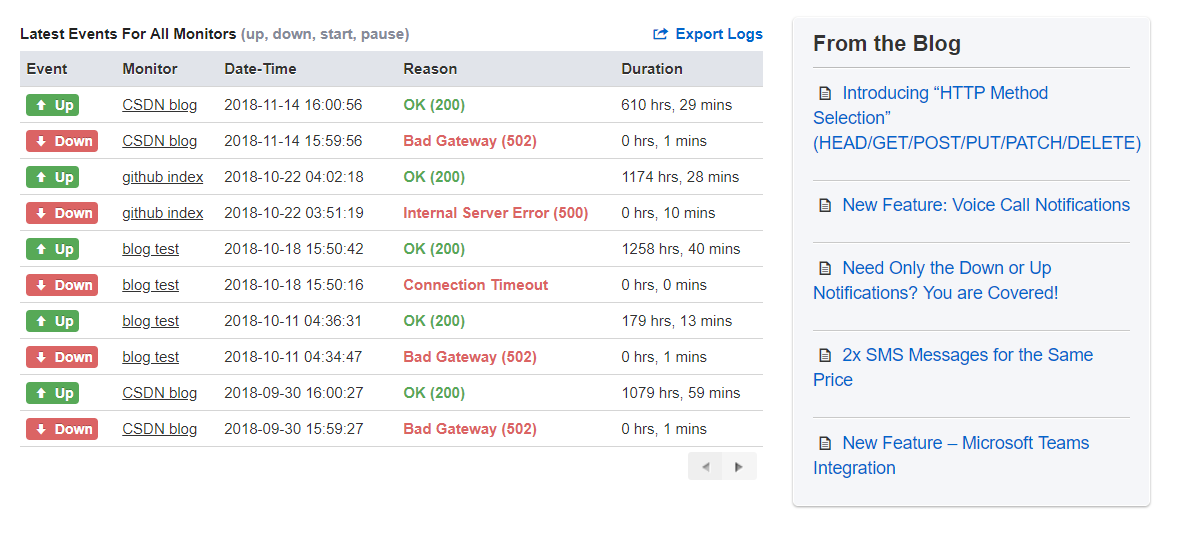 Latest Events For All Monitors (up, down, start, pause)
Export Logs
Event Monitor Date-Time Reason Duration
Up CSDN blog 2018-11-14 16:00:56 OK (200) 610 hrs, 29 mins
Down CSDN blog 2018-11-14 15:59:56 Bad Gateway (502) 0 hrs, 1 mins
Up github index 2018-10-22 04:02:18 OK (200) 1174 hrs, 28 mins
Down github index 2018-10-22 03:51:19 Internal Server Error (500) 0 hrs, 10 mins
Up blog test 2018-10-18 15:50:42 OK (200) 1258 hrs, 40 mins
Down blog test 2018-10-18 15:50:16 Connection Timeout 0 hrs, 0 mins
Up blog test 2018-10-11 04:36:31 OK (200) 179 hrs, 13 mins
Down blog test 2018-10-11 04:34:47 Bad Gateway (502) 0 hrs, 1 mins
Up CSDN blog 2018-09-30 16:00:27 OK (200) 1079 hrs, 59 mins
Down CSDN blog 2018-09-30 15:59:27 Bad Gateway (502) 0 hrs, 1 mins
From the Blog
Introducing “HTTP Method
Selection”
(HEAD/GET/POST/PUT/PATCH/DELETE)
New Feature: Voice Call Notifications
Need Only the Down or Up
Notifications? You are Covered!
2x SMS Messages for the Same
Price
New Feature – Microsoft Teams
Integration